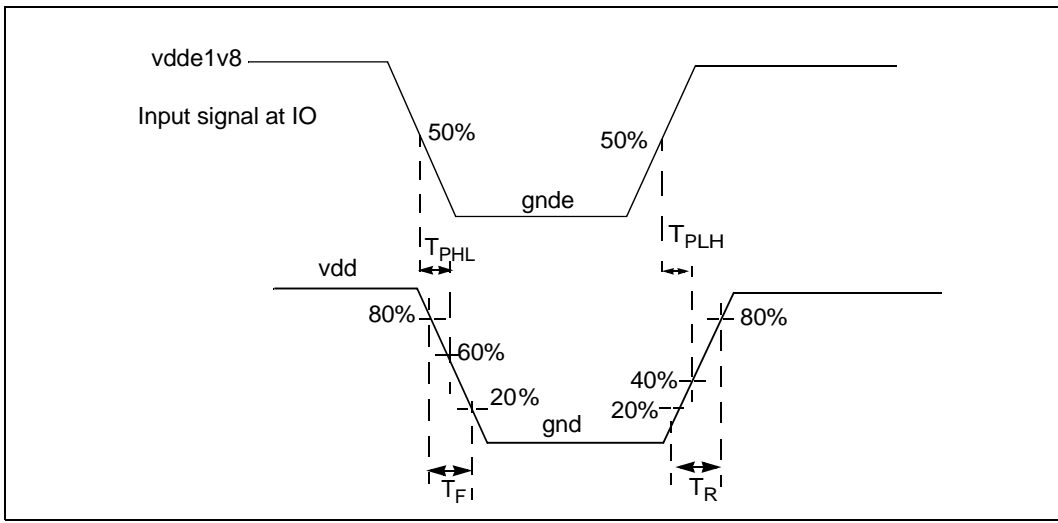 vdde1v8
Input signal at IO
50%
50%
gnde
TPHL
TPLH
vdd
80%
80%
60%
40%
20%
20%
gnd
TF
TR